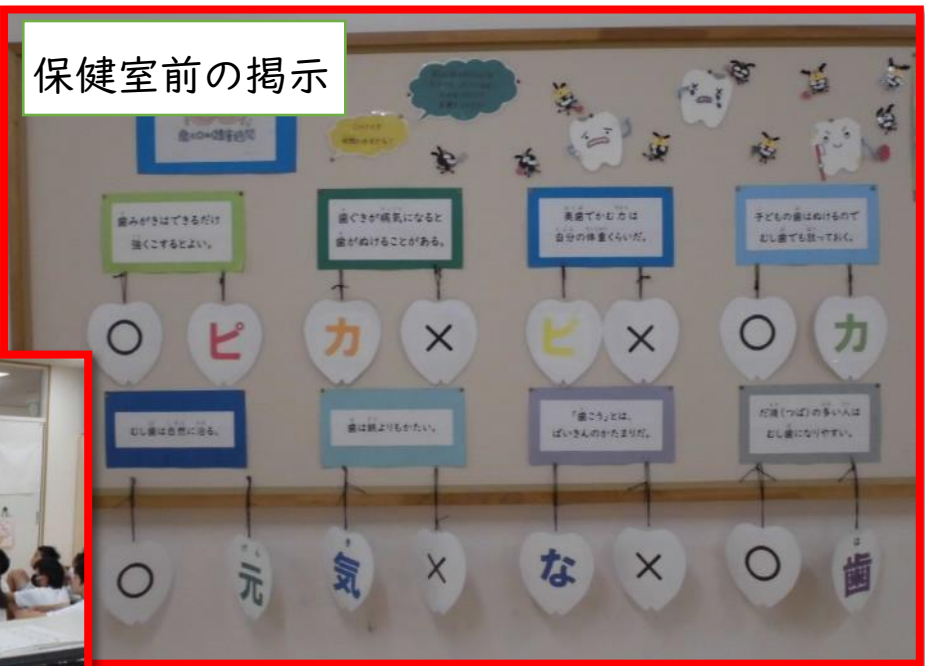 保健室前の掲示
歯みがきはできるだけ
強くこするとよい。
歯ぐきが病気になると
歯がぬけることがある。
奥歯でかむ力は
自分の体重くらいだ。
子どもの歯はぬけるので
むし歯でも放っておく。
○ ピ カ × ピ × ○ カ
むし歯は自然に治る。
歯は鉄よりもかたい。
「歯こう」とは、
ばいきんのかたまりだ。
だ液(つば)の多い人は
むし歯になりやすい。
○ 元 気 × な × ○ 歯